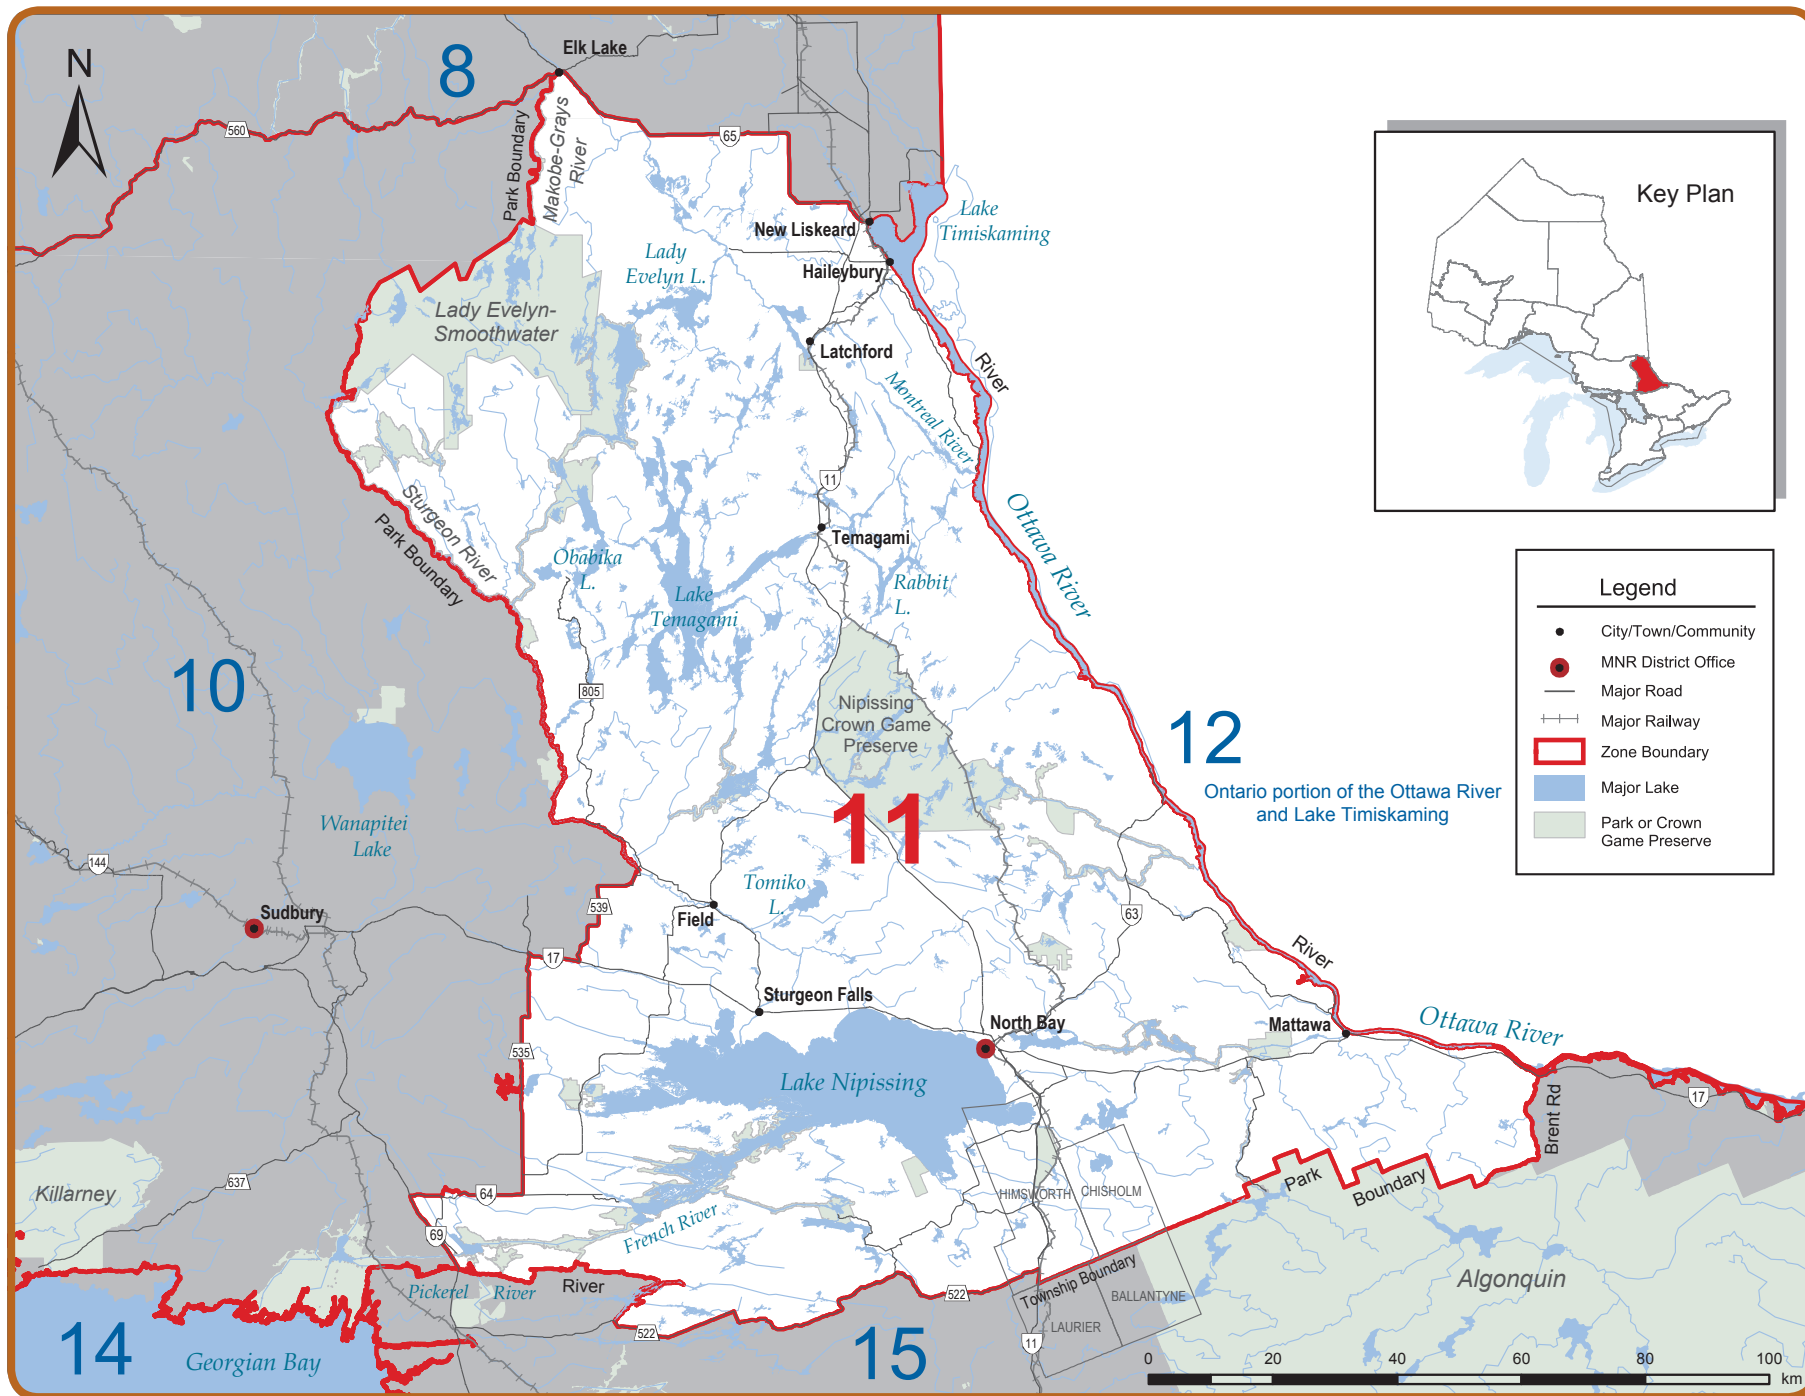 N
8
Elk Lake
560
Park Boundary
Makobe-Grays
River
65
New Liskeard
Lake
Timiskaming
Haileybury
Lady
Evelyn L.
Lady Evelyn-
Smoothwater
Latchford
River
Montreal River
11
Sturgeon River
Park Boundary
Temagami
Ottawa River
Obabika
L.
Lake
Temagami
Rabbit
L.
10
805
Nipissing
Crown Game
Preserve
12
Ontario portion of the Ottawa River
and Lake Timiskaming
11
Wanapitei
Lake
144
Tomiko
L.
Sudbury
539
Field
63
17
River
Sturgeon Falls
North Bay
Mattawa
Ottawa River
535
Lake Nipissing
17
Brent Rd
Killarney
637
64
HIMSWORTH
CHISHOLM
Park
Boundary
69
French River
Pickerel
River
River
522
522
Township Boundary
BALLANTYNE
LAURIER
11
Algonquin
14
Georgian Bay
15
0
20
40
60
80
100
km
Key Plan
Legend
City/Town/Community
MNR District Office
Major Road
Major Railway
Zone Boundary
Major Lake
Park or Crown
Game Preserve